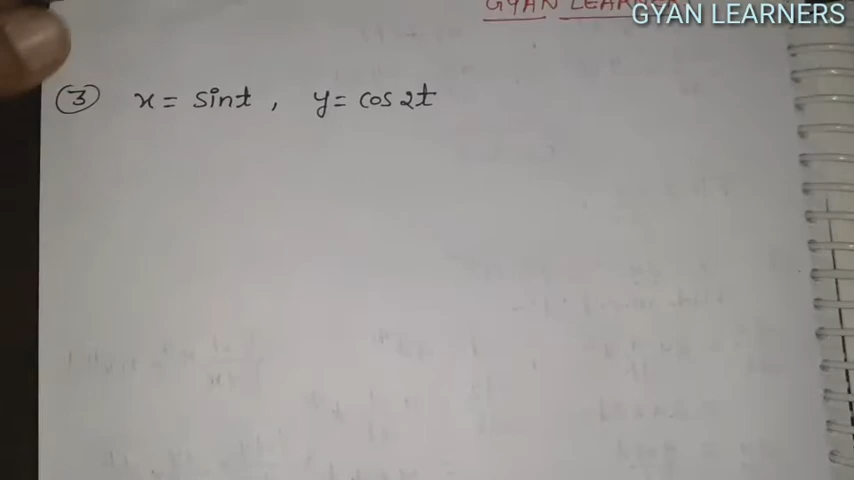 GYAN LEARNERS
③ x = sint , y = cos 2t